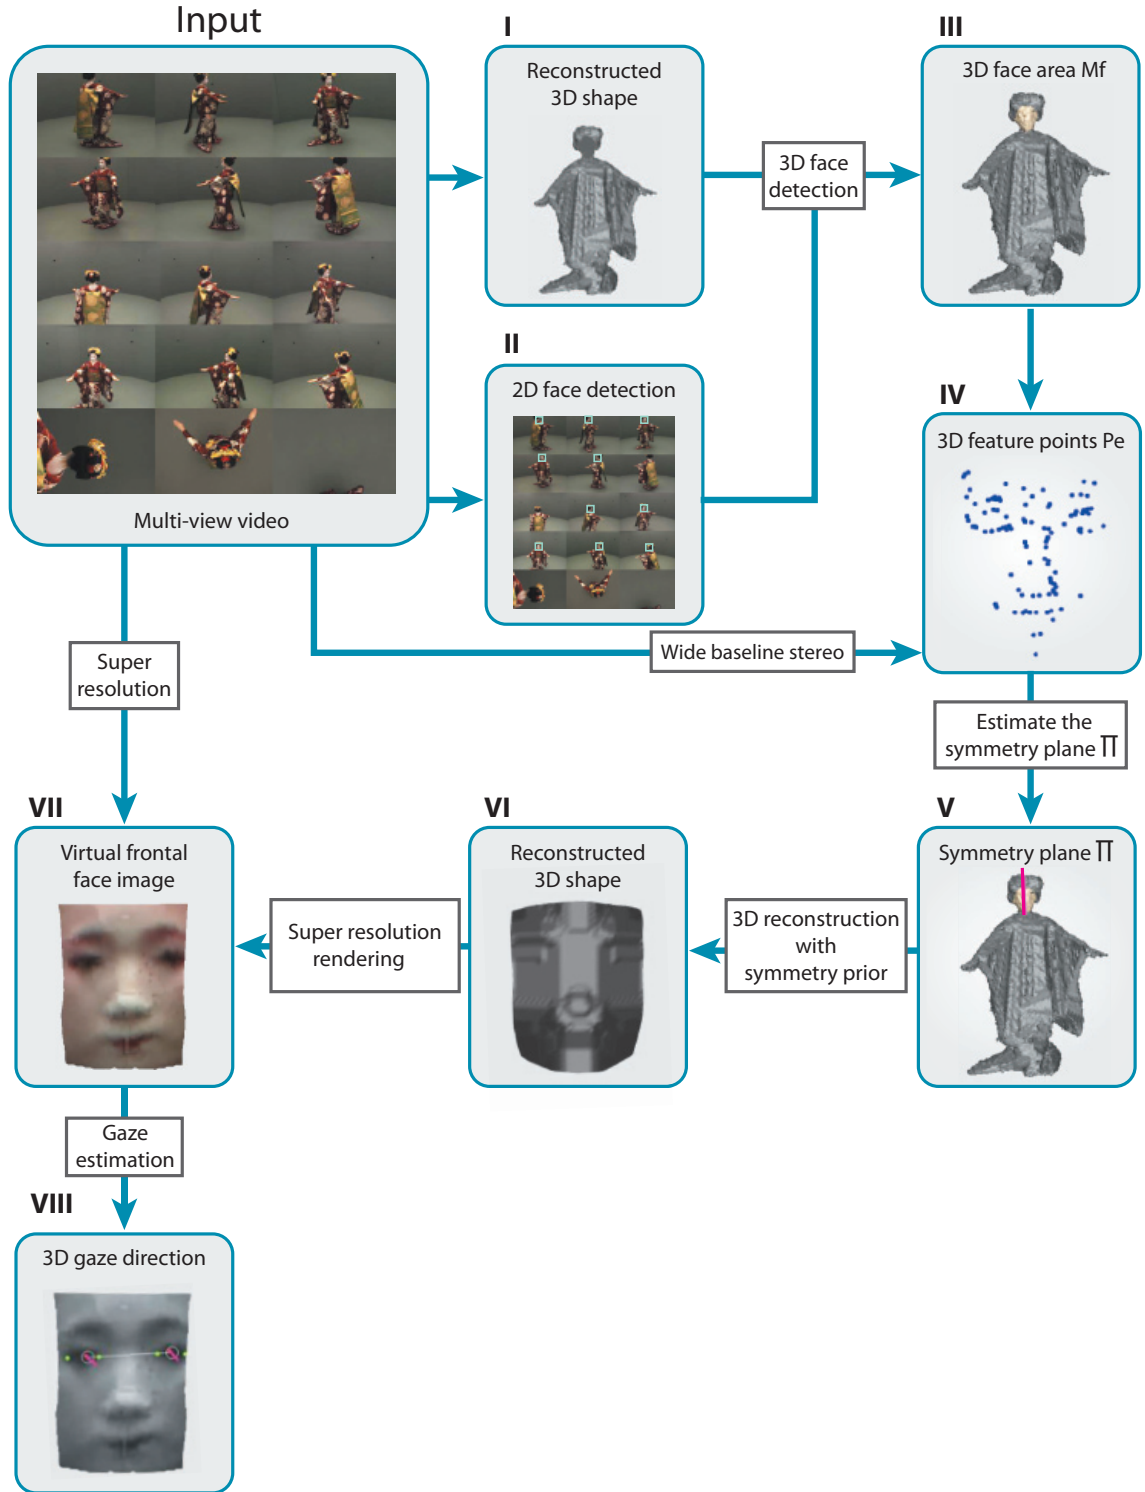 Input
Multi-view video
I
Reconstructed
3D shape
II
2D face detection
3D face
detection
III
3D face area Mf
IV
3D feature points Pe
Wide baseline stereo
Super
resolution
Estimate the
symmetry plane Π
V
Symmetry plane Π
3D reconstruction
with
symmetry prior
VI
Reconstructed
3D shape
Super resolution
rendering
VII
Virtual frontal
face image
Gaze
estimation
VIII
3D gaze direction